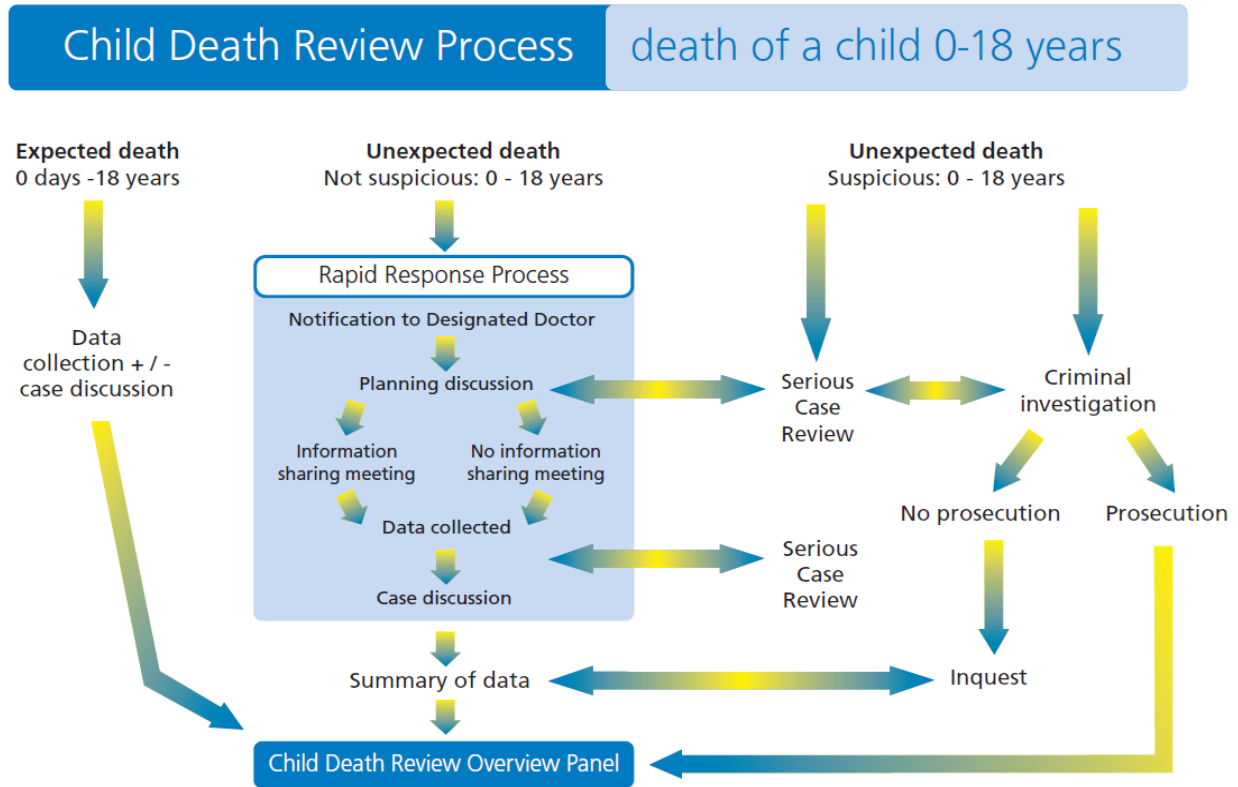 Child Death Review Process
death of a child 0-18 years
Expected death
0 days -18 years
Unexpected death
Not suspicious: 0 - 18 years
Unexpected death
Suspicious: 0 - 18 years
Rapid Response Process
Notification to Designated Doctor
Planning discussion
Information
sharing meeting
No information
sharing meeting
Data collected
Case discussion
Data
collection + / -
case discussion
Serious
Case
Review
Criminal
investigation
No prosecution
Prosecution
Serious
Case
Review
Summary of data
Inquest
Child Death Review Overview Panel